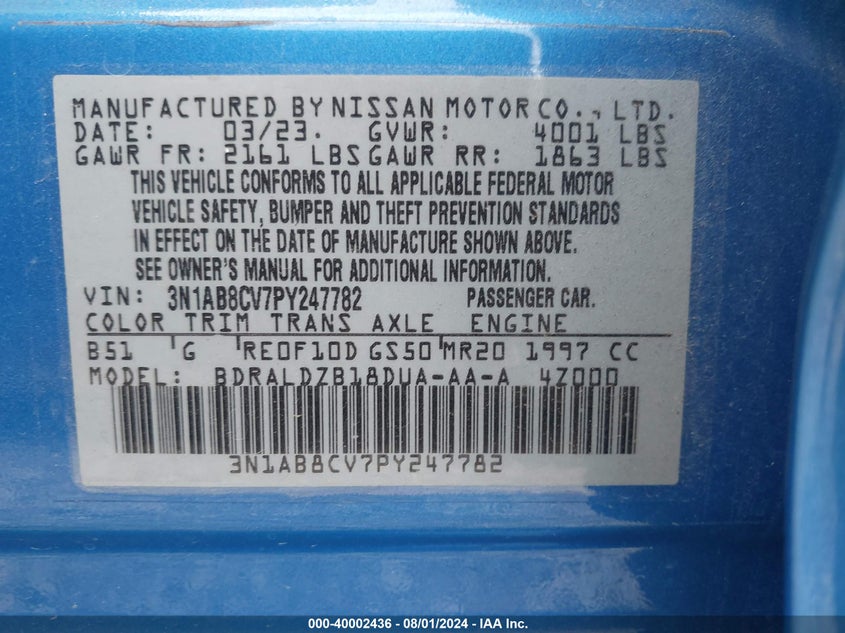 MANUFACTURED BY NISSAN MOTOR CO., LTD.
DATE: 03/23. GVWR: 4001 LBS
GAWR FR: 2161 LBS GAWR RR: 1863 LBS
THIS VEHICLE CONFORMS TO ALL APPLICABLE FEDERAL MOTOR
VEHICLE SAFETY, BUMPER AND THEFT PREVENTION STANDARDS
IN EFFECT ON THE DATE OF MANUFACTURE SHOWN ABOVE.
SEE OWNER'S MANUAL FOR ADDITIONAL INFORMATION.
VIN: 3N1AB8CV7PY247782 PASSENGER CAR.
COLOR TRIM TRANS AXLE ENGINE
B51 G RE0F10D GS50 MR20 1997 CC
MODEL: BDRALDZB18DUA-AA-A 4Z000
3N1AB8CV7PY247782
000-40002436 - 08/01/2024 - IAA Inc.